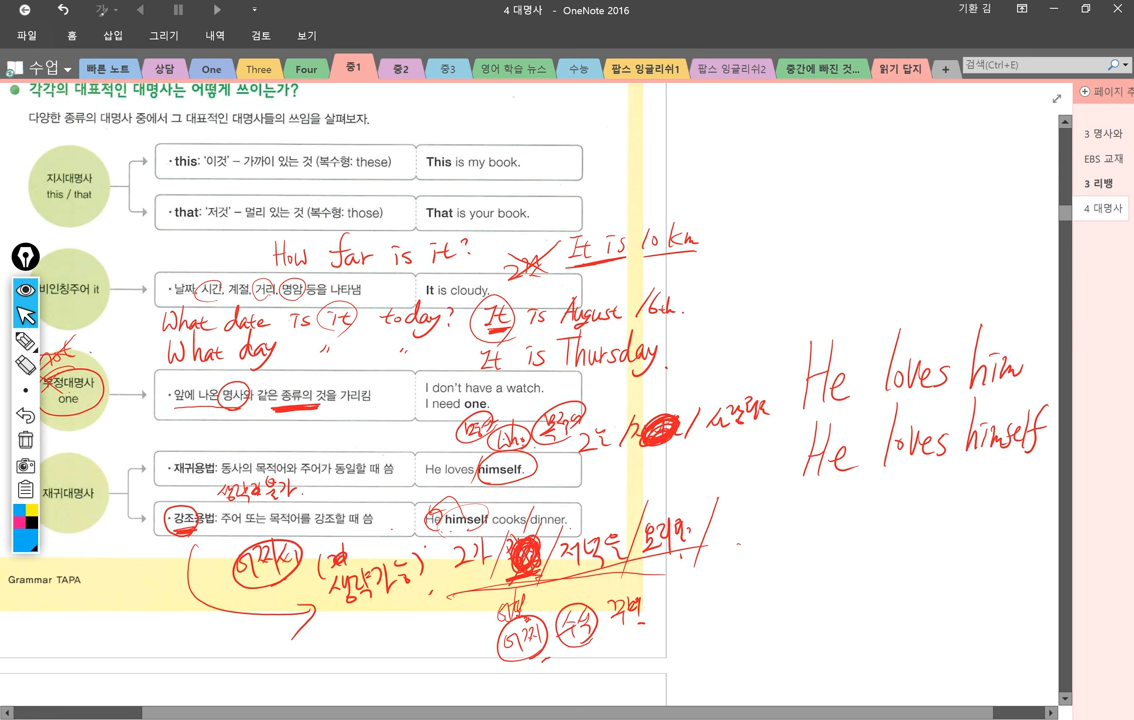 4 대명사 - OneNote 2016
기환 김
파일 홈 삽입 그리기 내역 검토 보기
수업 빠른 노트 상담 One Three Four 중1 중2 중3 영어 학습 뉴스 수능 팝스 잉글리쉬1 팝스 잉글리쉬2 중간에 빠진 것... 읽기 답지 + 검색(Ctrl+E)
각각의 대표적인 대명사는 어떻게 쓰이는가?
다양한 종류의 대명사 중에서 그 대표적인 대명사들의 쓰임을 살펴보자.
지시대명사
this / that
• this: '이것' – 가까이 있는 것 (복수형: these)
This is my book.
• that: '저것' – 멀리 있는 것 (복수형: those)
That is your book.
How far is it?
It is 10 km
비인칭주어 it
• 날짜, 시간, 계절, 거리, 명암 등을 나타냄
It is cloudy.
What date is it today? It is August 16th.
What day " " It is Thursday.
부정대명사
one
• 앞에 나온 명사와 같은 종류의 것을 가리킴
I don't have a watch.
I need one.
재귀대명사
• 재귀용법: 동사의 목적어와 주어가 동일할 때 씀
He loves himself.
생각 불가.
• 강조용법: 주어 또는 목적어를 강조할 때 씀
He himself cooks dinner.
생략가능
저녁을
수식
Grammar TAPA
He loves him
He loves himself
페이지 추
3 명사와
EBS 교재
3 리뱅
4 대명사